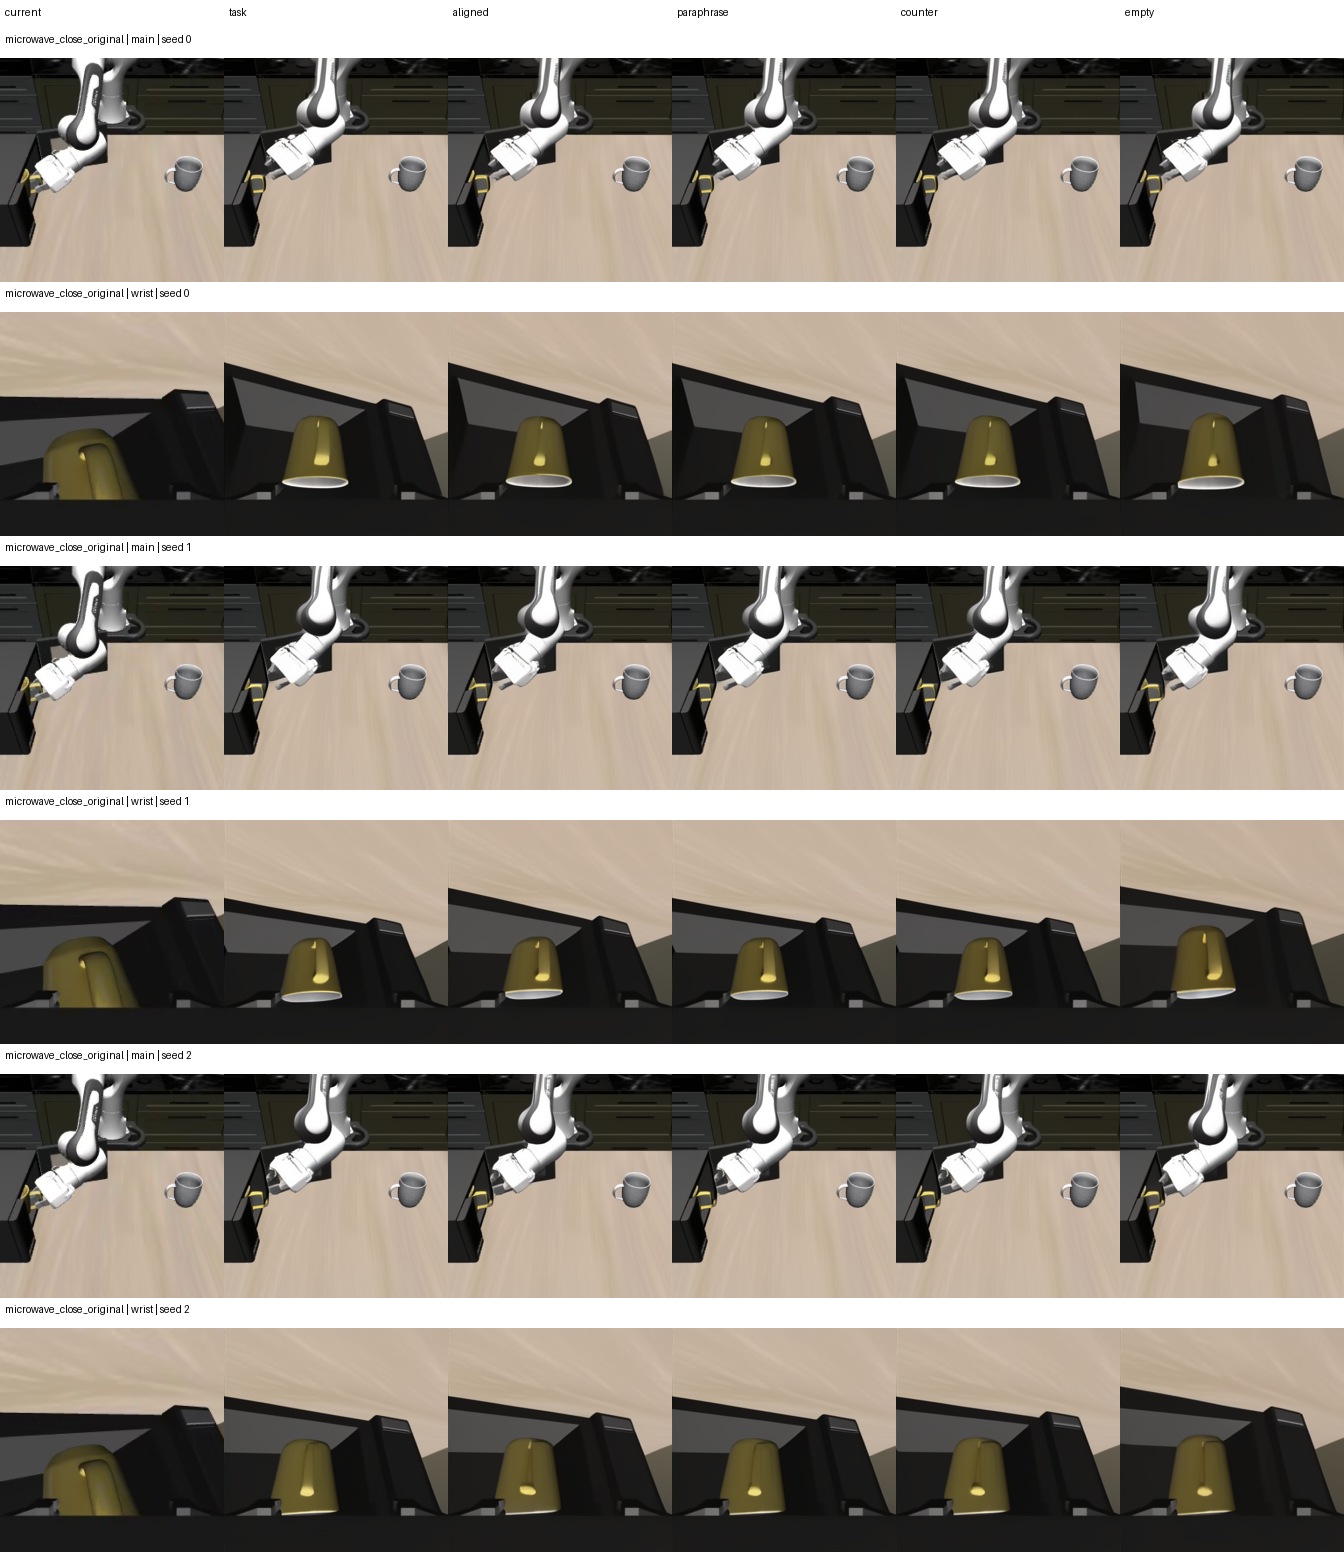 current task aligned paraphrase counter empty
microwave_close_original | main | seed 0
microwave_close_original | wrist | seed 0
microwave_close_original | main | seed 1
microwave_close_original | wrist | seed 1
microwave_close_original | main | seed 2
microwave_close_original | wrist | seed 2